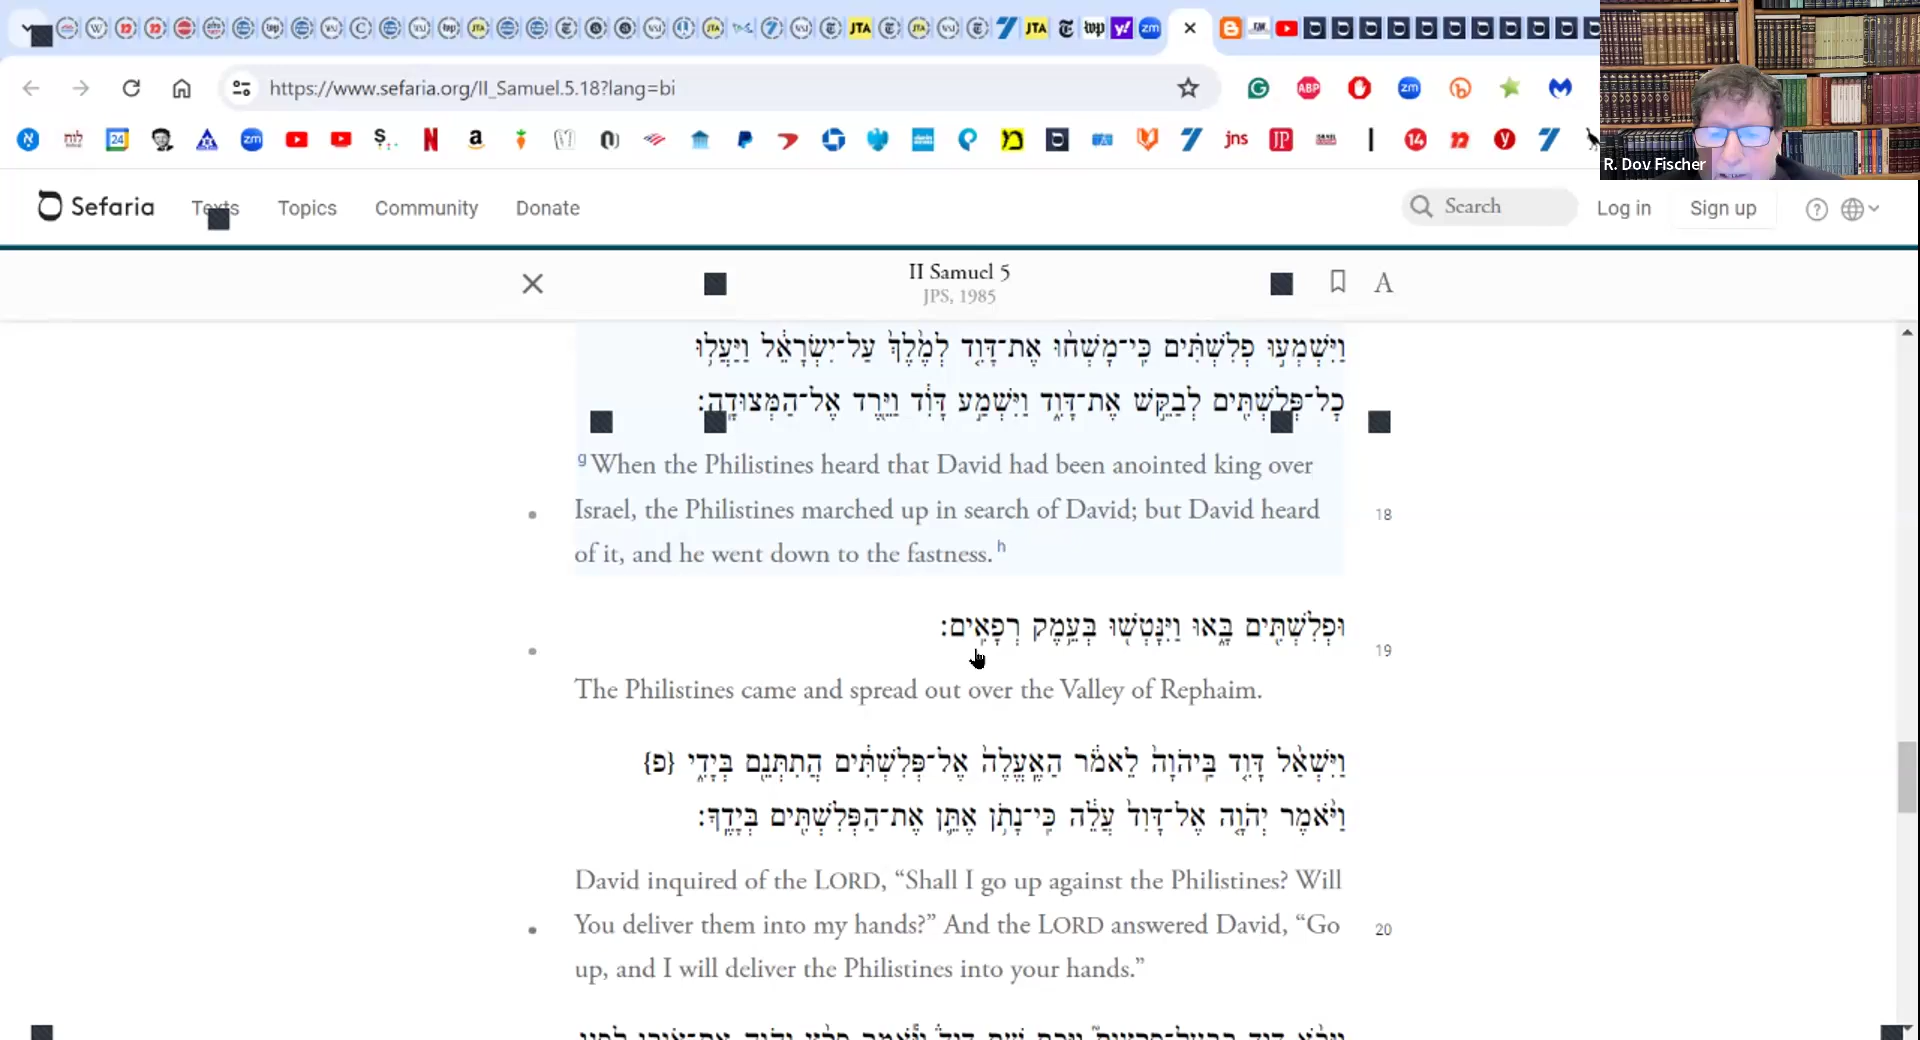 https://www.sefaria.org/II_Samuel.5.18?lang=bi
R. Dov Fischer
Sefaria
Texts
Topics
Community
Donate
Search
Log in
Sign up
II Samuel 5
JPS, 1985
A
וַיִּשְׁמְע֣וּ פְלִשְׁתִּ֗ים כִּי־מָשְׁח֨וּ אֶת־דָּוִ֤ד לְמֶ֙לֶךְ֙ עַל־יִשְׂרָאֵ֔ל וַיַּעֲל֥וּ
כׇל־פְּלִשְׁתִּ֖ים לְבַקֵּ֣שׁ אֶת־דָּוִ֑ד וַיִּשְׁמַ֣ע דָּוִ֔ד וַיֵּ֖רֶד אֶל־הַמְּצוּדָֽה׃
g When the Philistines heard that David had been anointed king over
Israel, the Philistines marched up in search of David; but David heard
18
of it, and he went down to the fastness. h
וּפְלִשְׁתִּ֖ים בָּ֑אוּ וַיִּנָּטְשׁ֖וּ בְּעֵ֥מֶק רְפָאִֽים׃
19
The Philistines came and spread out over the Valley of Rephaim.
וַיִּשְׁאַ֨ל דָּוִ֤ד בַּֽיהֹוָה֙ לֵאמֹ֔ר הַאֶֽעֱלֶה֙ אֶל־פְּלִשְׁתִּ֔ים הֲתִתְּנֵ֖ם בְּיָדִ֑י {פ}
וַיֹּ֨אמֶר יְהֹוָ֤ה אֶל־דָּוִד֙ עֲלֵ֔ה כִּֽי־נָתֹ֥ן אֶתֵּ֛ן אֶת־הַפְּלִשְׁתִּ֖ים בְּיָדֶֽךָ׃
David inquired of the LORD, “Shall I go up against the Philistines? Will
You deliver them into my hands?” And the LORD answered David, “Go
20
up, and I will deliver the Philistines into your hands.”